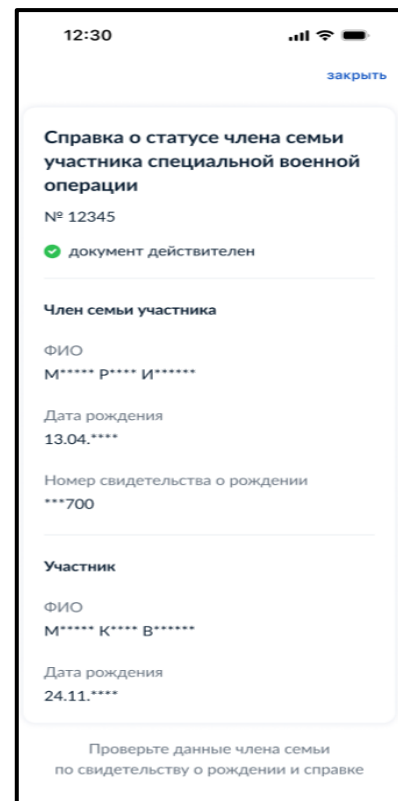 12:30
закрыть
Справка о статусе члена семьи
участника специальной военной
операции
№ 12345
документ действителен
Член семьи участника
ФИО
М***** Р**** И******
Дата рождения
13.04.****
Номер свидетельства о рождении
***700
Участник
ФИО
М***** К**** В******
Дата рождения
24.11.****
Проверьте данные члена семьи
по свидетельству о рождении и справке